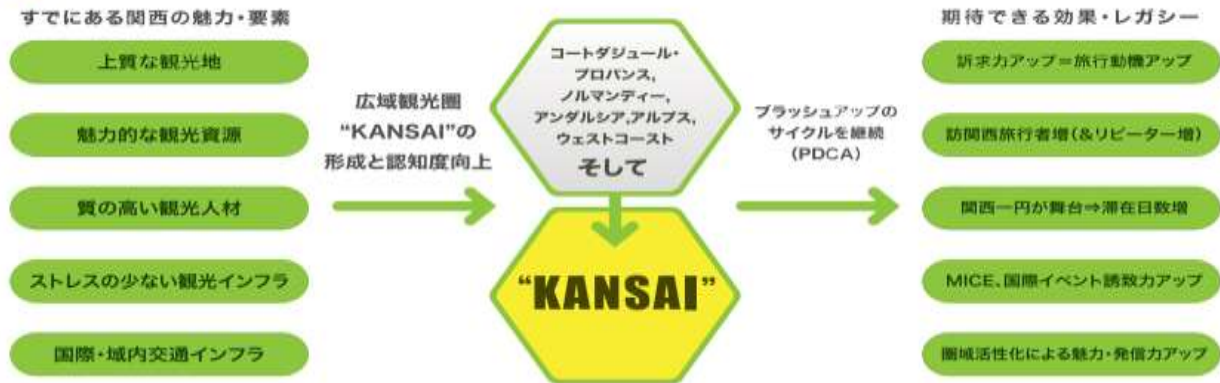 すでにある関西の魅力・要素
上質な観光地
魅力的な観光資源
質の高い観光人材
ストレスの少ない観光インフラ
国際・域内交通インフラ
広域観光圏
“KANSAI”の
形成と認知度向上
コートダジュール・
プロバンス,
ノルマンディー,
アンダルシア,アルプス,
ウェストコースト
そして
“KANSAI”
ブラッシュアップの
サイクルを継続
(PDCA)
期待できる効果・レガシー
訴求力アップ＝旅行動機アップ
訪関西旅行者増(&リピーター増)
関西一円が舞台⇒滞在日数増
MICE、国際イベント誘致力アップ
圏域活性化による魅力・発信力アップ